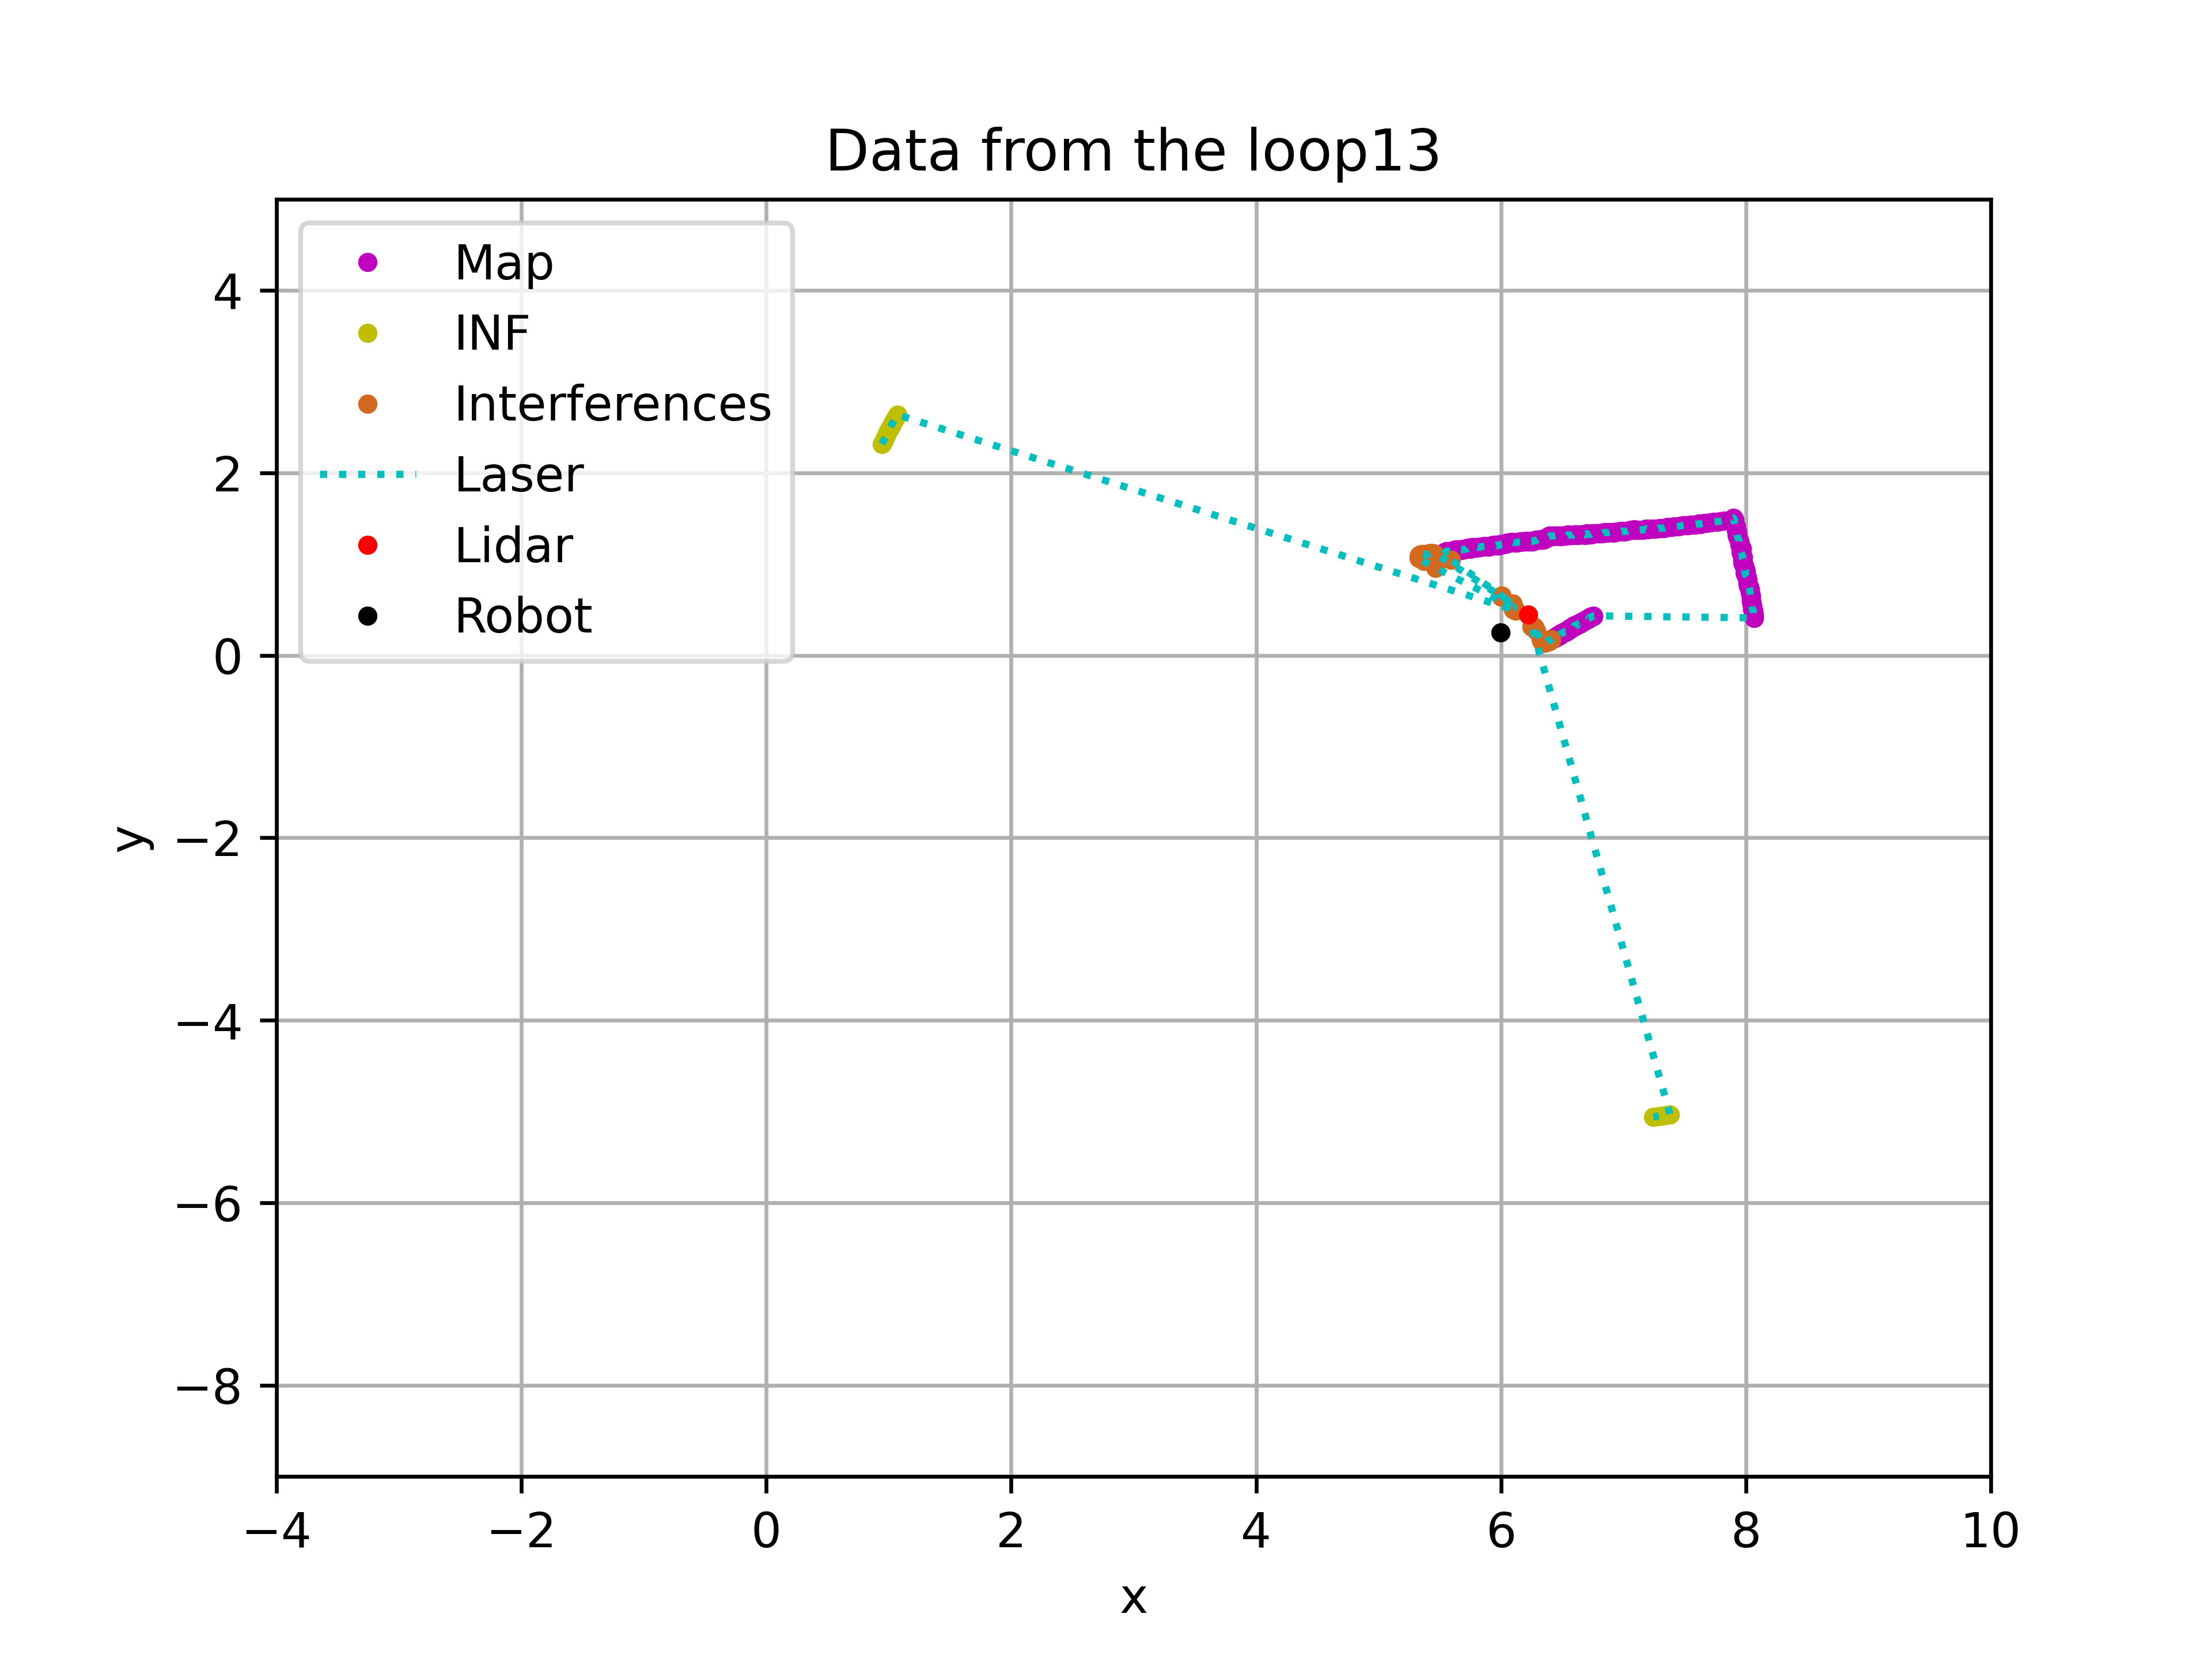 Data from the loop13
Map
INF
Interferences
Laser
Lidar
Robot
4
2
0
−2
−4
−6
−8
y
−4 −2 0 2 4 6 8 10
x